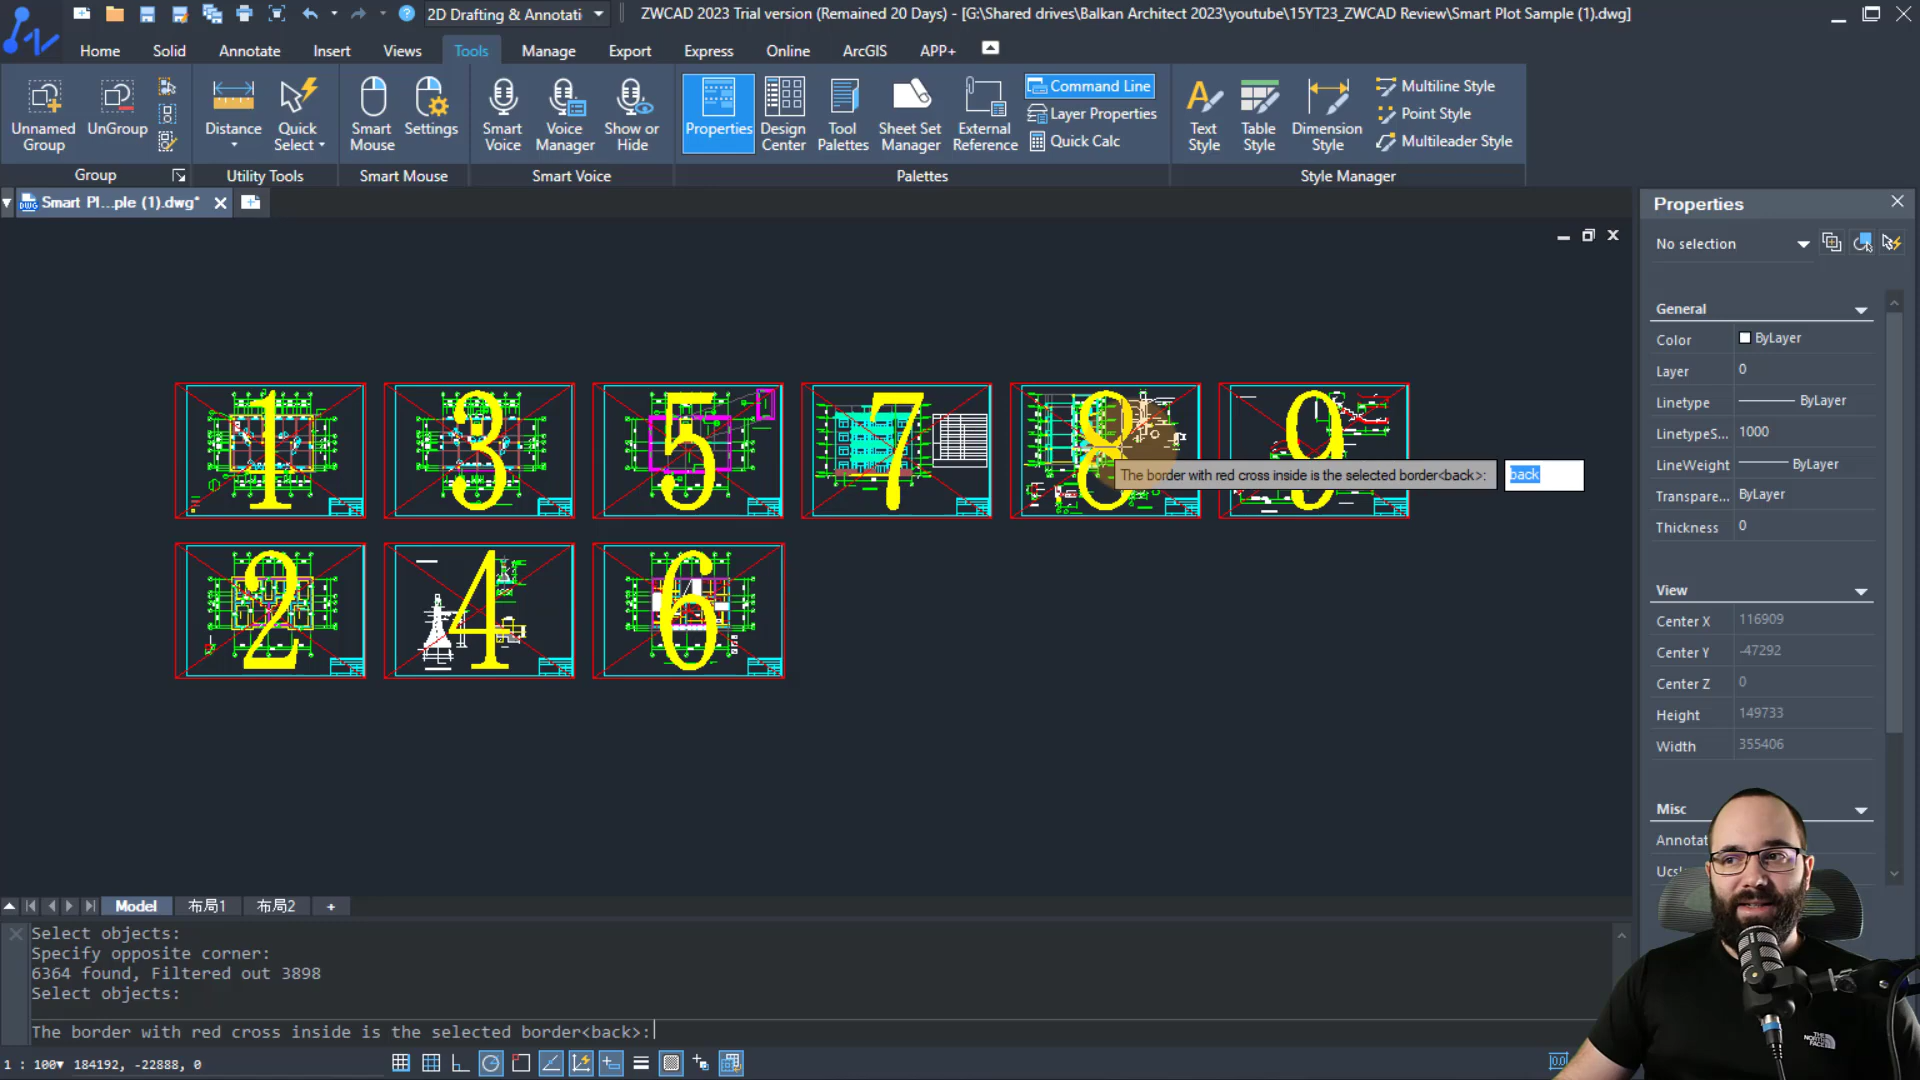 2D Drafting & Annotati
ZWCAD 2023 Trial version (Remained 20 Days) - [G:\Shared drives\Balkan Architect 2023\youtube\15YT23_ZWCAD Review\Smart Plot Sample (1).dwg]
Home Solid Annotate Insert Views Tools Manage Export Express Online ArcGIS APP+
Unnamed Group
UnGroup
Distance
Quick Select
Smart Mouse
Settings
Smart Voice
Voice Manager
Show or Hide
Properties
Design Center
Tool Palettes
Sheet Set Manager
External Reference
Command Line
Layer Properties
Quick Calc
Text Style
Table Style
Dimension Style
Multiline Style
Point Style
Multileader Style
Group Utility Tools Smart Mouse Smart Voice Palettes Style Manager
DWG Smart Pl...ple (1).dwg*
Properties
No selection
General
Color ByLayer
Layer 0
Linetype ByLayer
LinetypeS... 1000
LineWeight ByLayer
Transpare... ByLayer
Thickness 0
View
Center X 116909
Center Y -47292
Center Z 0
Height 149733
Width 355406
Misc
Annotat
Ucs
1 3 5 7 8 9
The border with red cross inside is the selected border<back>: back
2 4 6
Model 布局1 布局2 +
Select objects:
Specify opposite corner:
6364 found, Filtered out 3898
Select objects:
The border with red cross inside is the selected border<back>:
1 : 100 184192, -22888, 0
THE NORTH FACE